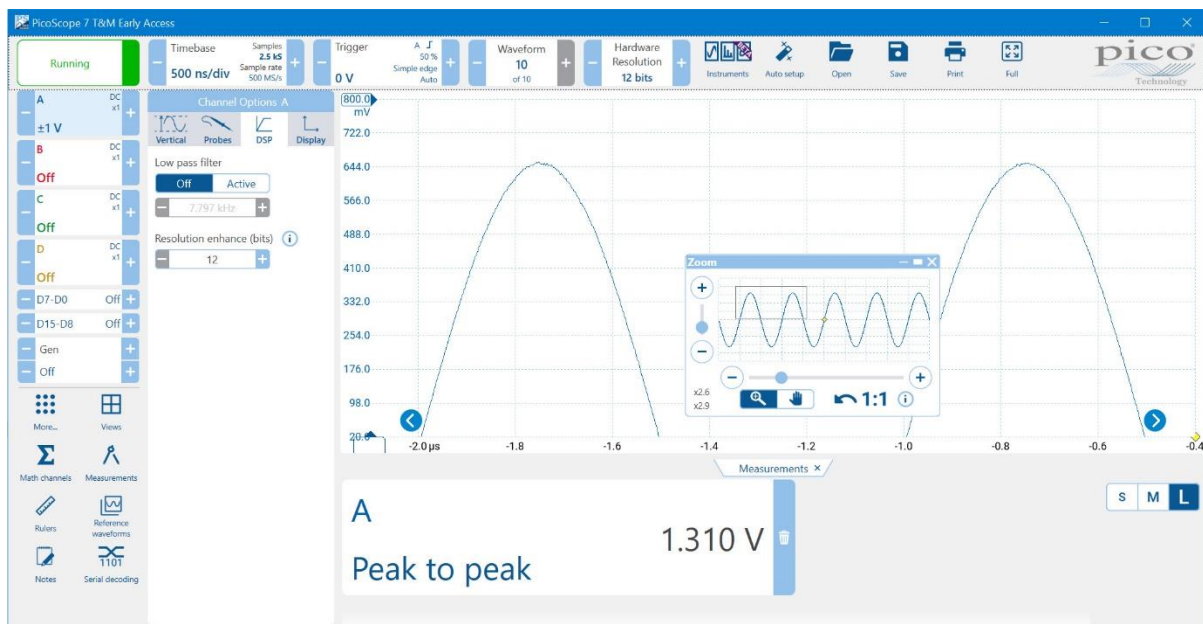 PicoScope 7 T&M Early Access
Running
Timebase
500 ns/div
Samples
2.5 kS
Sample rate
500 MS/s
Trigger
0 V
A
50 %
Simple edge
Auto
Waveform
10
of 10
Hardware
Resolution
12 bits
Instruments
Auto setup
Open
Save
Print
Full
pico
Technology
A
DC
x1
±1 V
B
DC
x1
Off
C
DC
x1
Off
D
DC
x1
Off
D7-D0 Off
D15-D8 Off
Gen
Off
More...
Views
Math channels
Measurements
Rulers
Reference
waveforms
Notes
1101
Serial decoding
Channel Options A
Vertical
Probes
DSP
Display
Low pass filter
Off
Active
7.797 kHz
Resolution enhance (bits)
12
800.0
mV
722.0
644.0
566.0
488.0
410.0
332.0
254.0
176.0
98.0
20.0
-2.0 µs
-1.8
-1.6
-1.4
-1.2
-1.0
-0.8
-0.6
-0.4
Zoom
x2.6
x2.9
1:1
Measurements ×
A
Peak to peak
1.310 V
S
M
L